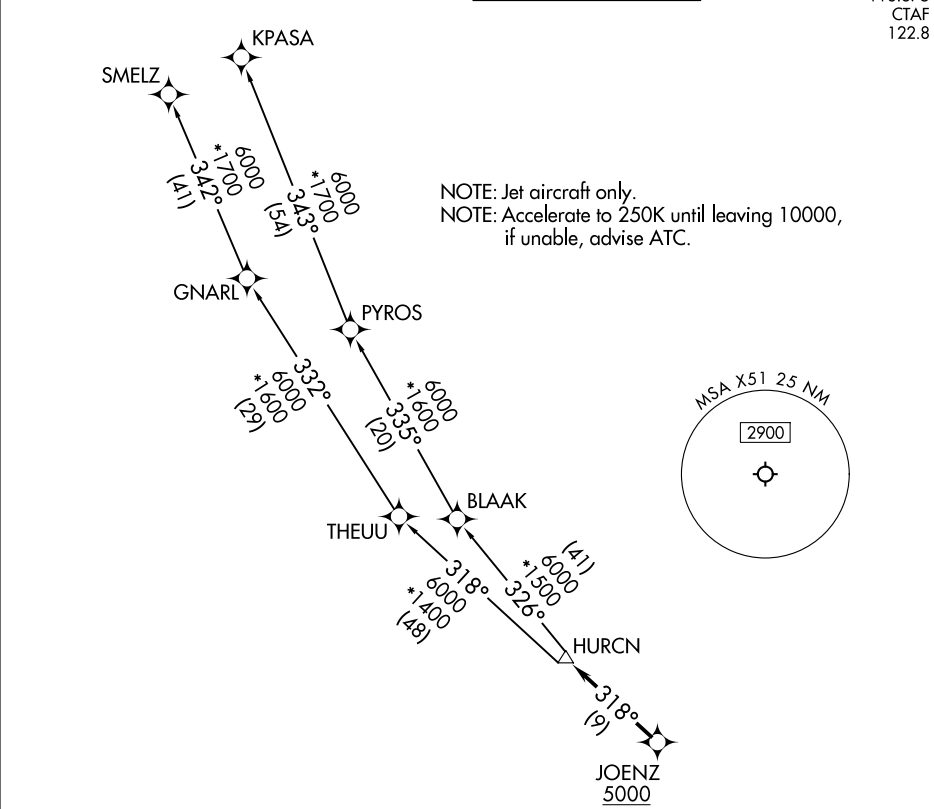 CTAF
122.8
KPASA
SMELZ
6000
*1700
342°
(41)
6000
*1700
343°
(54)
NOTE: Jet aircraft only.
NOTE: Accelerate to 250K until leaving 10000,
if unable, advise ATC.
GNARL
PYROS
332°
6000
*1600
(29)
6000
*1600
335°
(20)
MSA X51 25 NM
2900
THEUU
BLAAK
318°
6000
*1400
(48)
(41)
6000
*1500
326°
HURCN
318°
(9)
JOENZ
5000